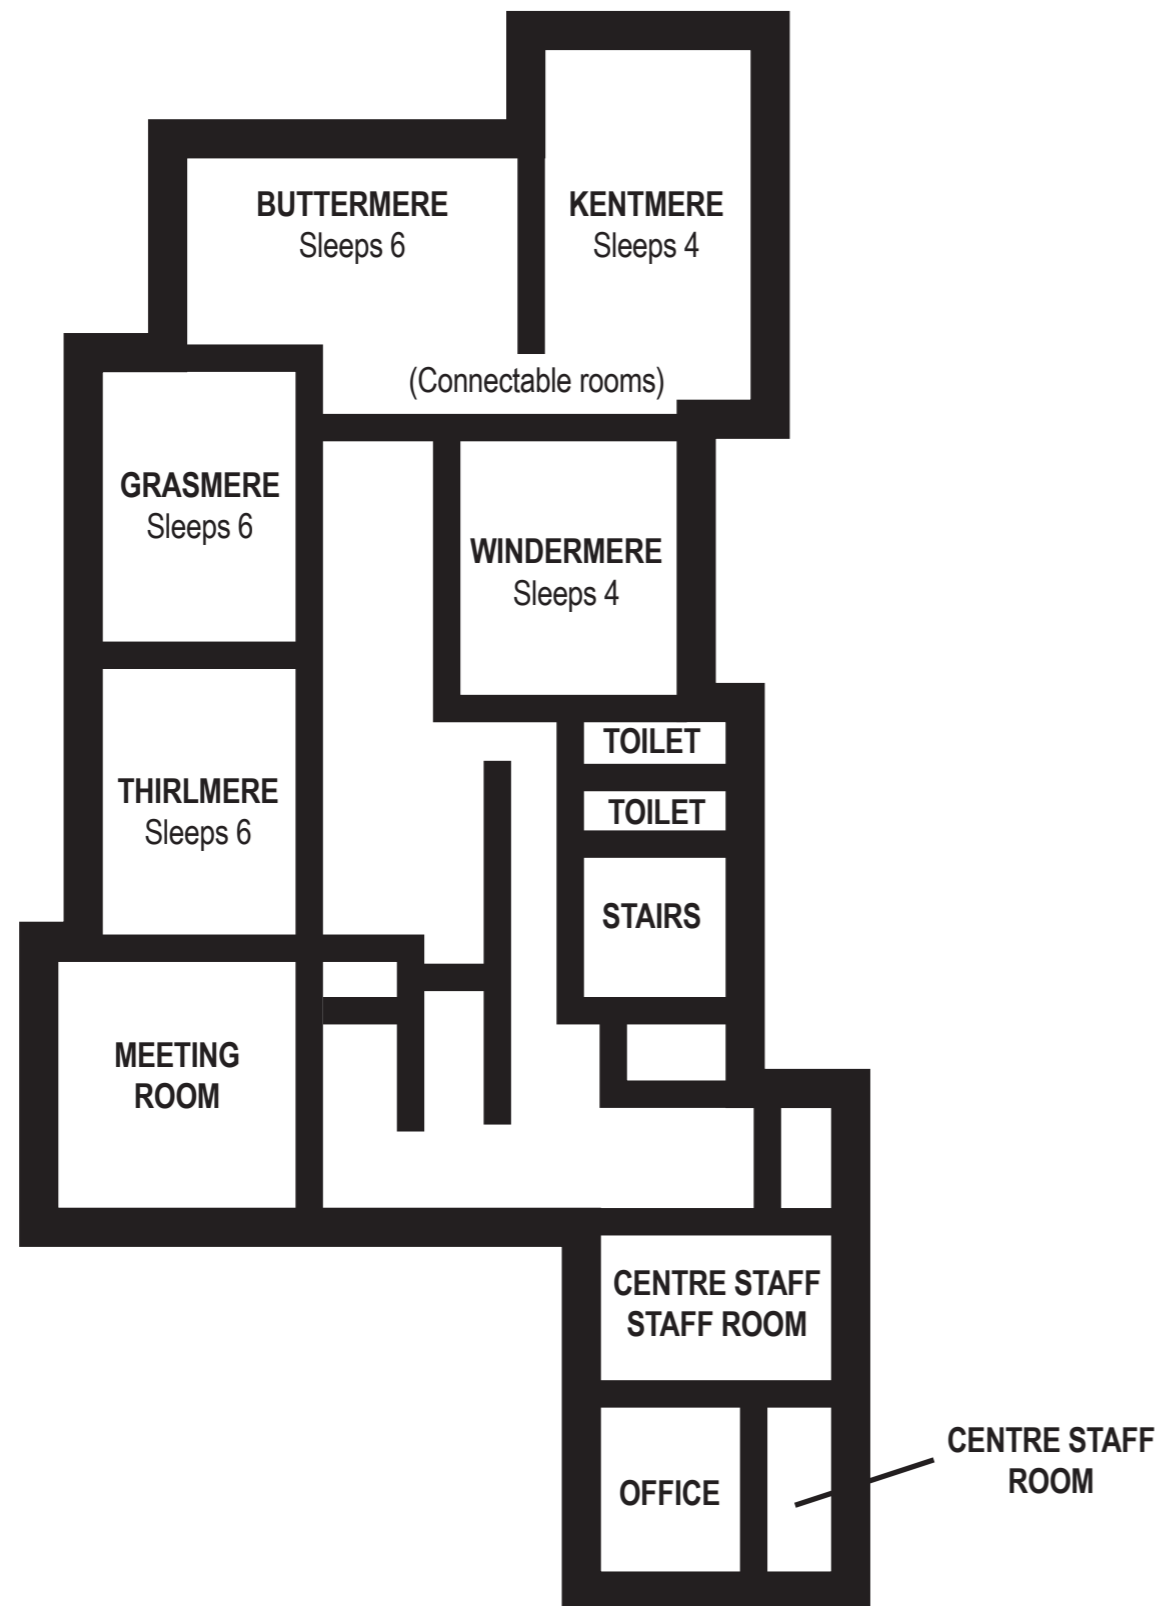 BUTTERMERE
Sleeps 6
KENTMERE
Sleeps 4
(Connectable rooms)
GRASMERE
Sleeps 6
WINDERMERE
Sleeps 4
TOILET
THIRLMERE
Sleeps 6
TOILET
STAIRS
MEETING
ROOM
CENTRE STAFF
STAFF ROOM
CENTRE STAFF
ROOM
OFFICE